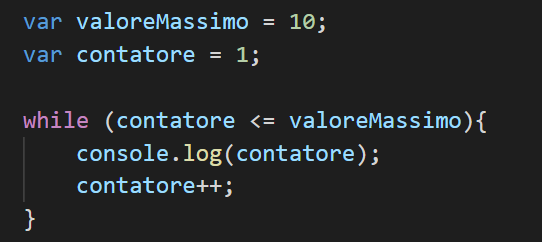 var valoreMassimo = 10;
var contatore = 1;
while (contatore <= valoreMassimo){
console.log(contatore);
contatore++;
}